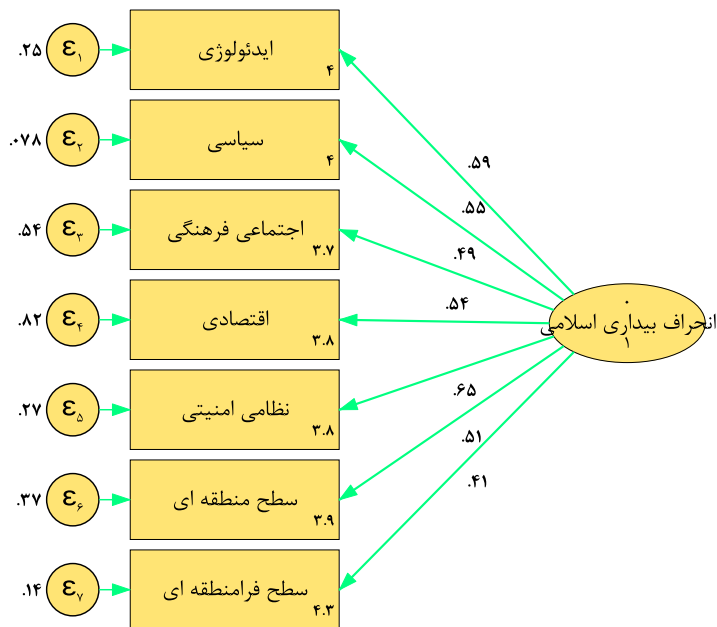 .۲۵ ε۱ ایدئولوژی ۴
.۰۷۸ ε۲ سیاسی ۴
.۵۴ ε۳ اجتماعی فرهنگی ۳.۷
.۸۲ ε۴ اقتصادی ۳.۸
.۲۷ ε۵ نظامی امنیتی ۳.۸
.۳۷ ε۶ سطح منطقه ای ۳.۹
.۱۴ ε۷ سطح فرامنطقه ای ۴.۳
.۵۹
.۵۵
.۴۹
.۵۴
.۶۵
.۵۱
.۴۱
۰
انحراف بیداری اسلامی
۱